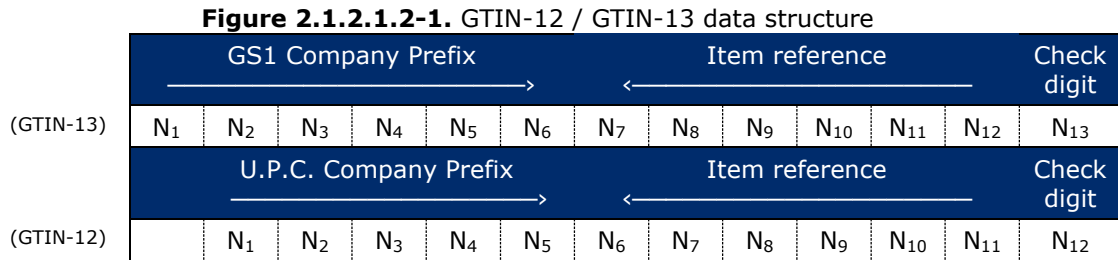 Figure 2.1.2.1.2-1. GTIN-12 / GTIN-13 data structure
GS1 Company Prefix Item reference Check digit
(GTIN-13) N₁ N₂ N₃ N₄ N₅ N₆ N₇ N₈ N₉ N₁₀ N₁₁ N₁₂ N₁₃
U.P.C. Company Prefix Item reference Check digit
(GTIN-12) N₁ N₂ N₃ N₄ N₅ N₆ N₇ N₈ N₉ N₁₀ N₁₁ N₁₂